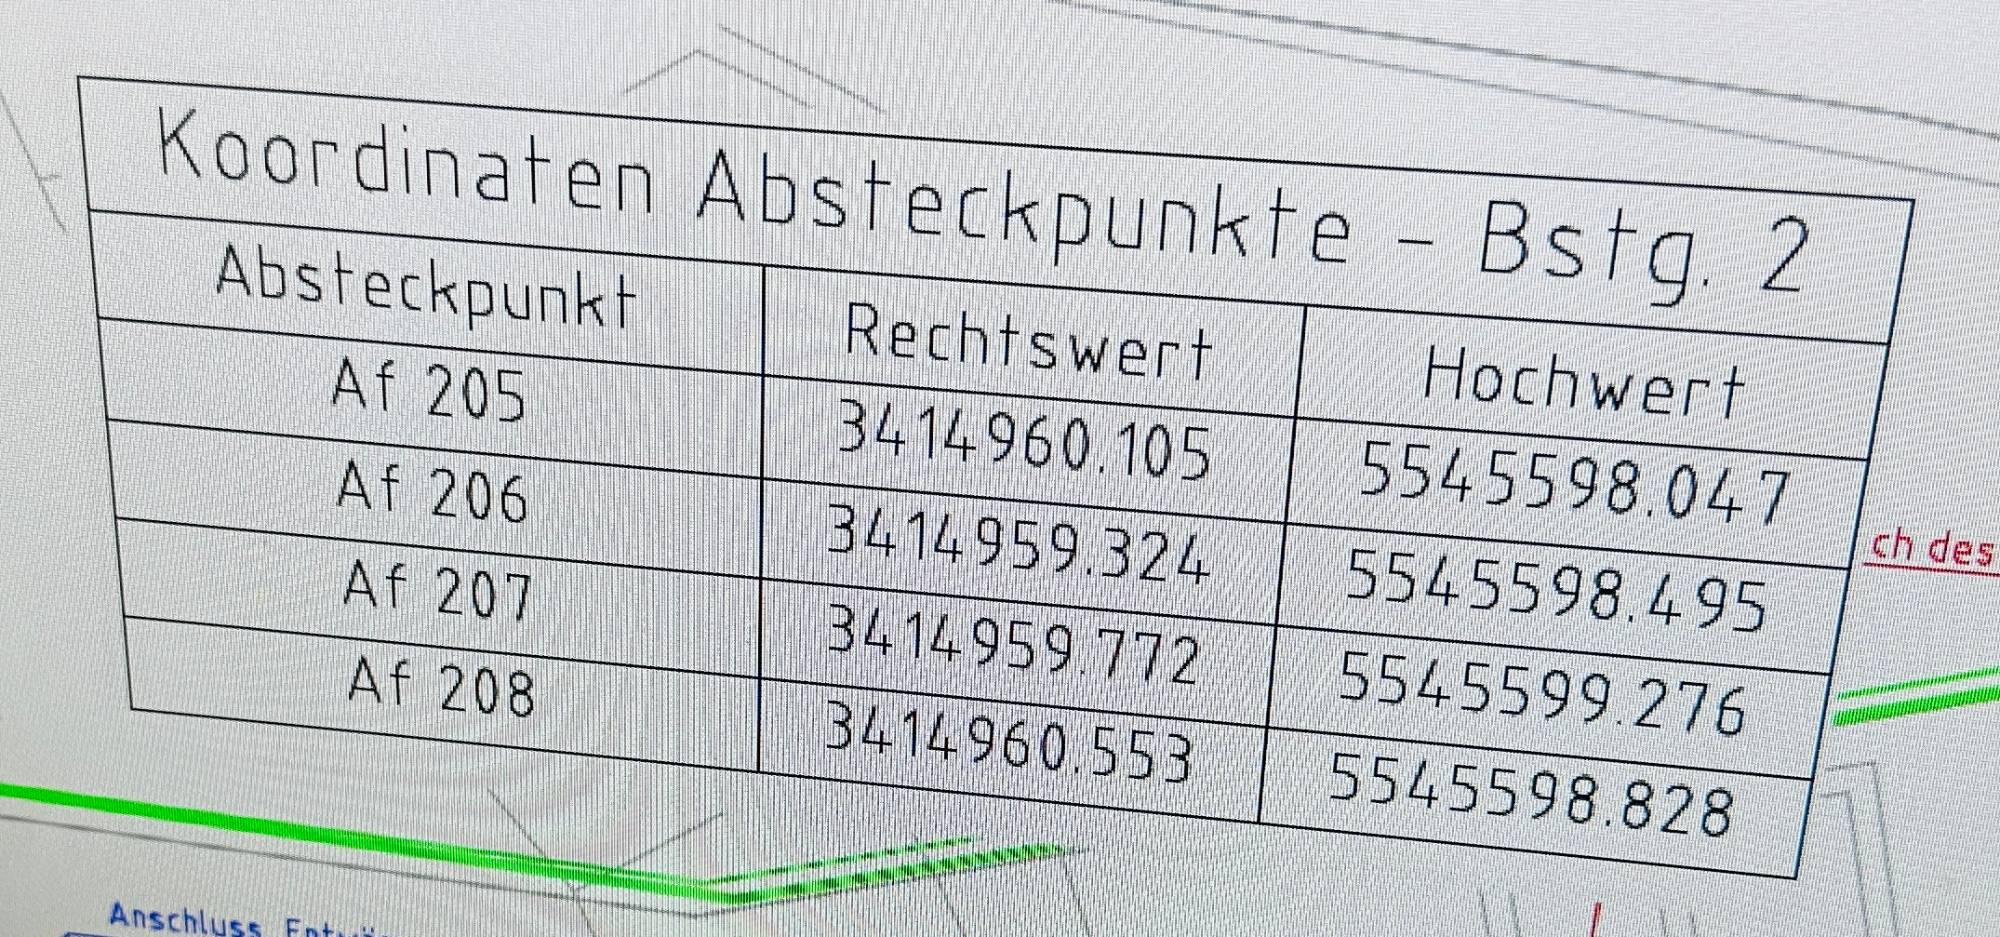 Koordinaten Absteckpunkte - Bstg. 2
Absteckpunkt Rechtswert Hochwert
Af 205 3414960.105 5545598.047
Af 206 3414959.324 5545598.495
Af 207 3414959.772 5545599.276
Af 208 3414960.553 5545598.828
ch des
Anschluss